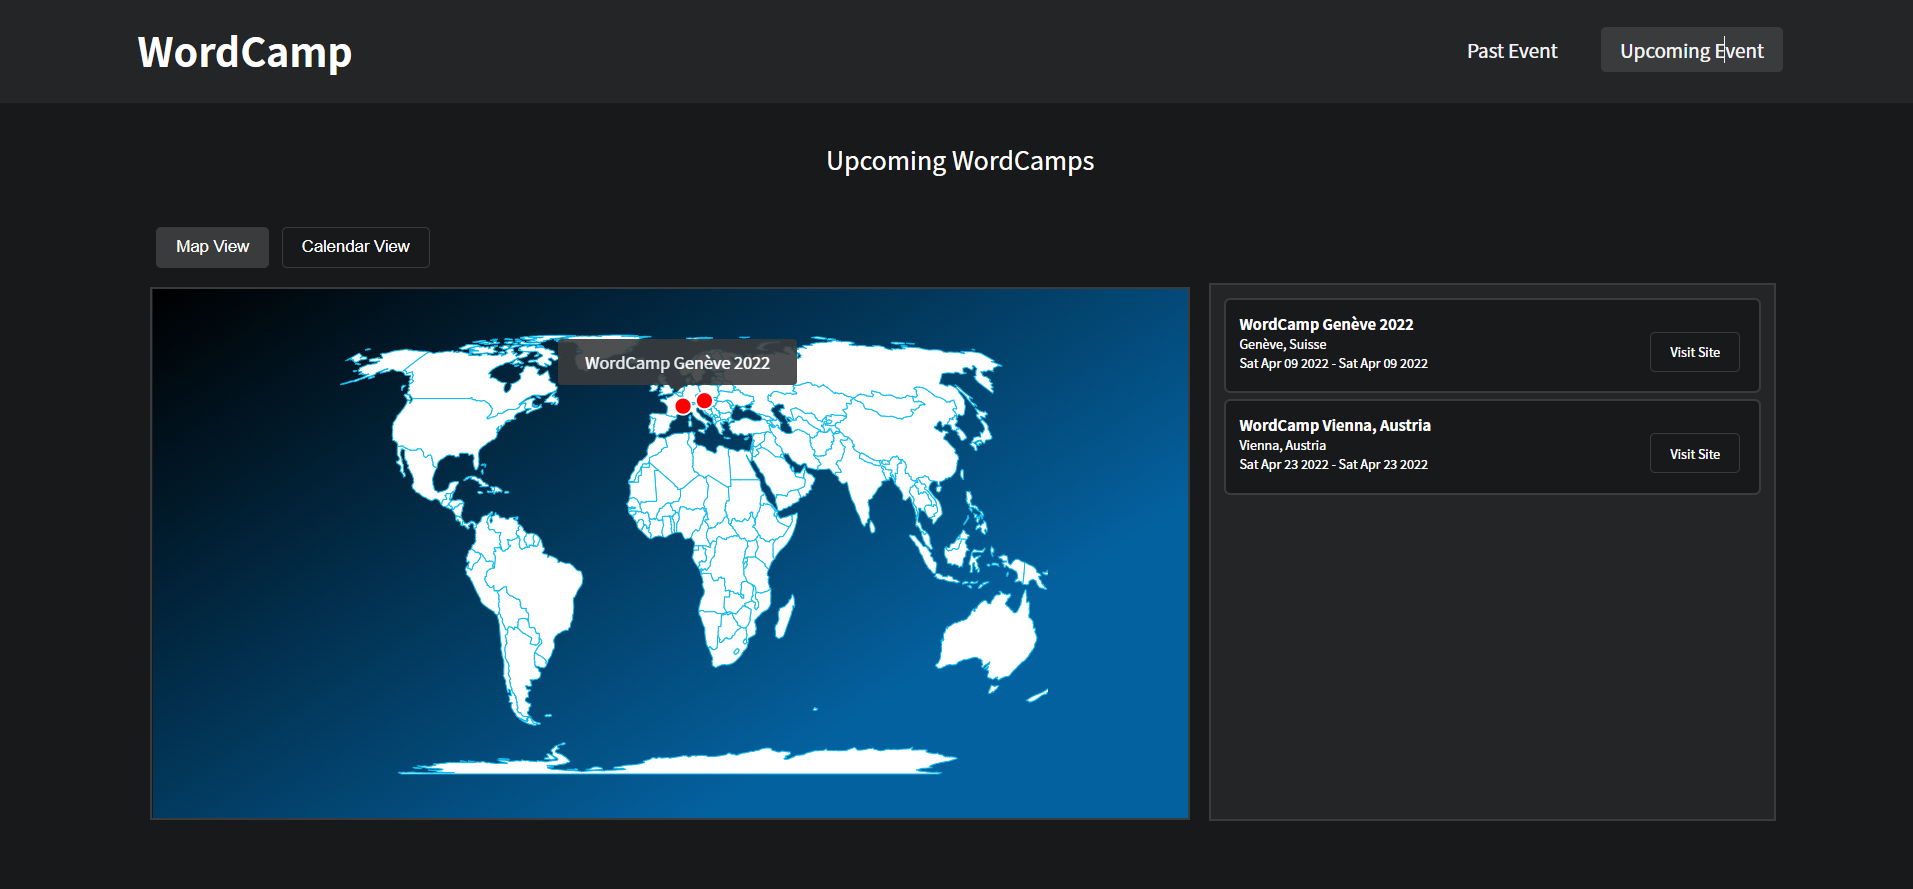 WordCamp
Past Event
Upcoming Event
Upcoming WordCamps
Map View
Calendar View
WordCamp Genève 2022
WordCamp Genève 2022
Genève, Suisse
Sat Apr 09 2022 - Sat Apr 09 2022
Visit Site
WordCamp Vienna, Austria
Vienna, Austria
Sat Apr 23 2022 - Sat Apr 23 2022
Visit Site